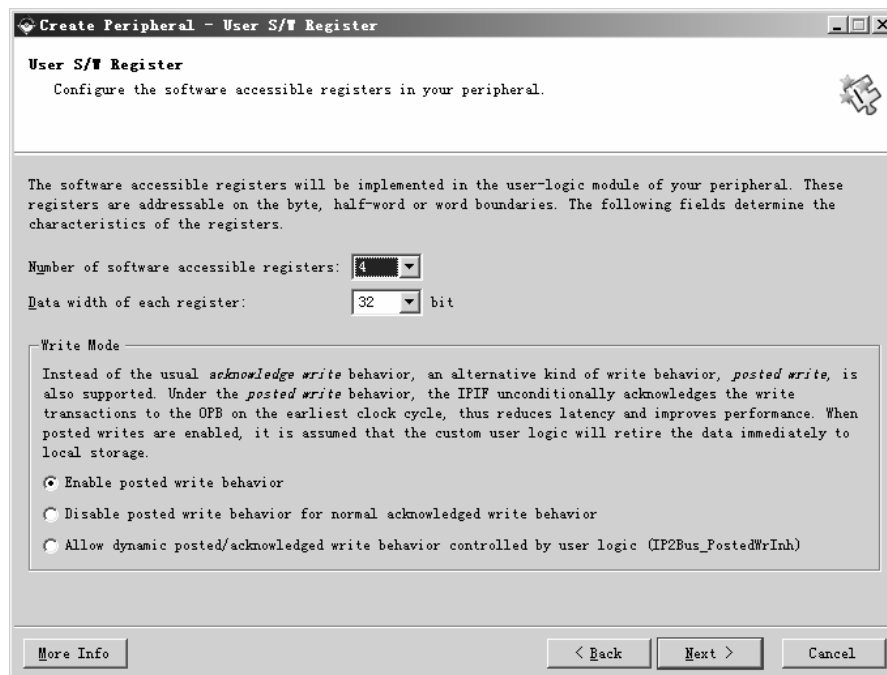 Create Peripheral - User S/W Register
User S/W Register
Configure the software accessible registers in your peripheral.
The software accessible registers will be implemented in the user-logic module of your peripheral. These
registers are addressable on the byte, half-word or word boundaries. The following fields determine the
characteristics of the registers.
Number of software accessible registers: 4
Data width of each register: 32 bit
Write Mode
Instead of the usual acknowledge write behavior, an alternative kind of write behavior, posted write, is
also supported. Under the posted write behavior, the IPIF unconditionally acknowledges the write
transactions to the OPB on the earliest clock cycle, thus reduces latency and improves performance. When
posted writes are enabled, it is assumed that the custom user logic will retire the data immediately to
local storage.
Enable posted write behavior
Disable posted write behavior for normal acknowledged write behavior
Allow dynamic posted/acknowledged write behavior controlled by user logic (IP2Bus_PostedWrInh)
More Info < Back Next > Cancel